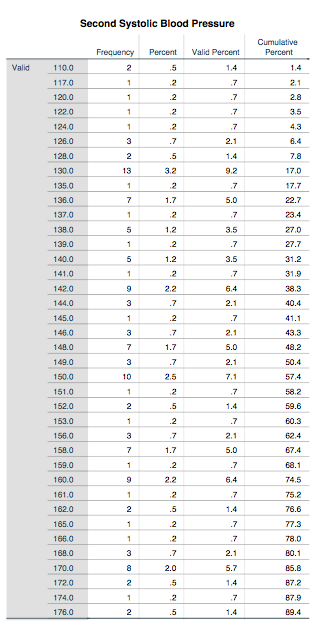 Second Systolic Blood Pressure
Frequency Percent Valid Percent Cumulative Percent
Valid 110.0 2 .5 1.4 1.4
117.0 1 .2 .7 2.1
120.0 1 .2 .7 2.8
122.0 1 .2 .7 3.5
124.0 1 .2 .7 4.3
126.0 3 .7 2.1 6.4
128.0 2 .5 1.4 7.8
130.0 13 3.2 9.2 17.0
135.0 1 .2 .7 17.7
136.0 7 1.7 5.0 22.7
137.0 1 .2 .7 23.4
138.0 5 1.2 3.5 27.0
139.0 1 .2 .7 27.7
140.0 5 1.2 3.5 31.2
141.0 1 .2 .7 31.9
142.0 9 2.2 6.4 38.3
144.0 3 .7 2.1 40.4
145.0 1 .2 .7 41.1
146.0 3 .7 2.1 43.3
148.0 7 1.7 5.0 48.2
149.0 3 .7 2.1 50.4
150.0 10 2.5 7.1 57.4
151.0 1 .2 .7 58.2
152.0 2 .5 1.4 59.6
153.0 1 .2 .7 60.3
156.0 3 .7 2.1 62.4
158.0 7 1.7 5.0 67.4
159.0 1 .2 .7 68.1
160.0 9 2.2 6.4 74.5
161.0 1 .2 .7 75.2
162.0 2 .5 1.4 76.6
165.0 1 .2 .7 77.3
166.0 1 .2 .7 78.0
168.0 3 .7 2.1 80.1
170.0 8 2.0 5.7 85.8
172.0 2 .5 1.4 87.2
174.0 1 .2 .7 87.9
176.0 2 .5 1.4 89.4